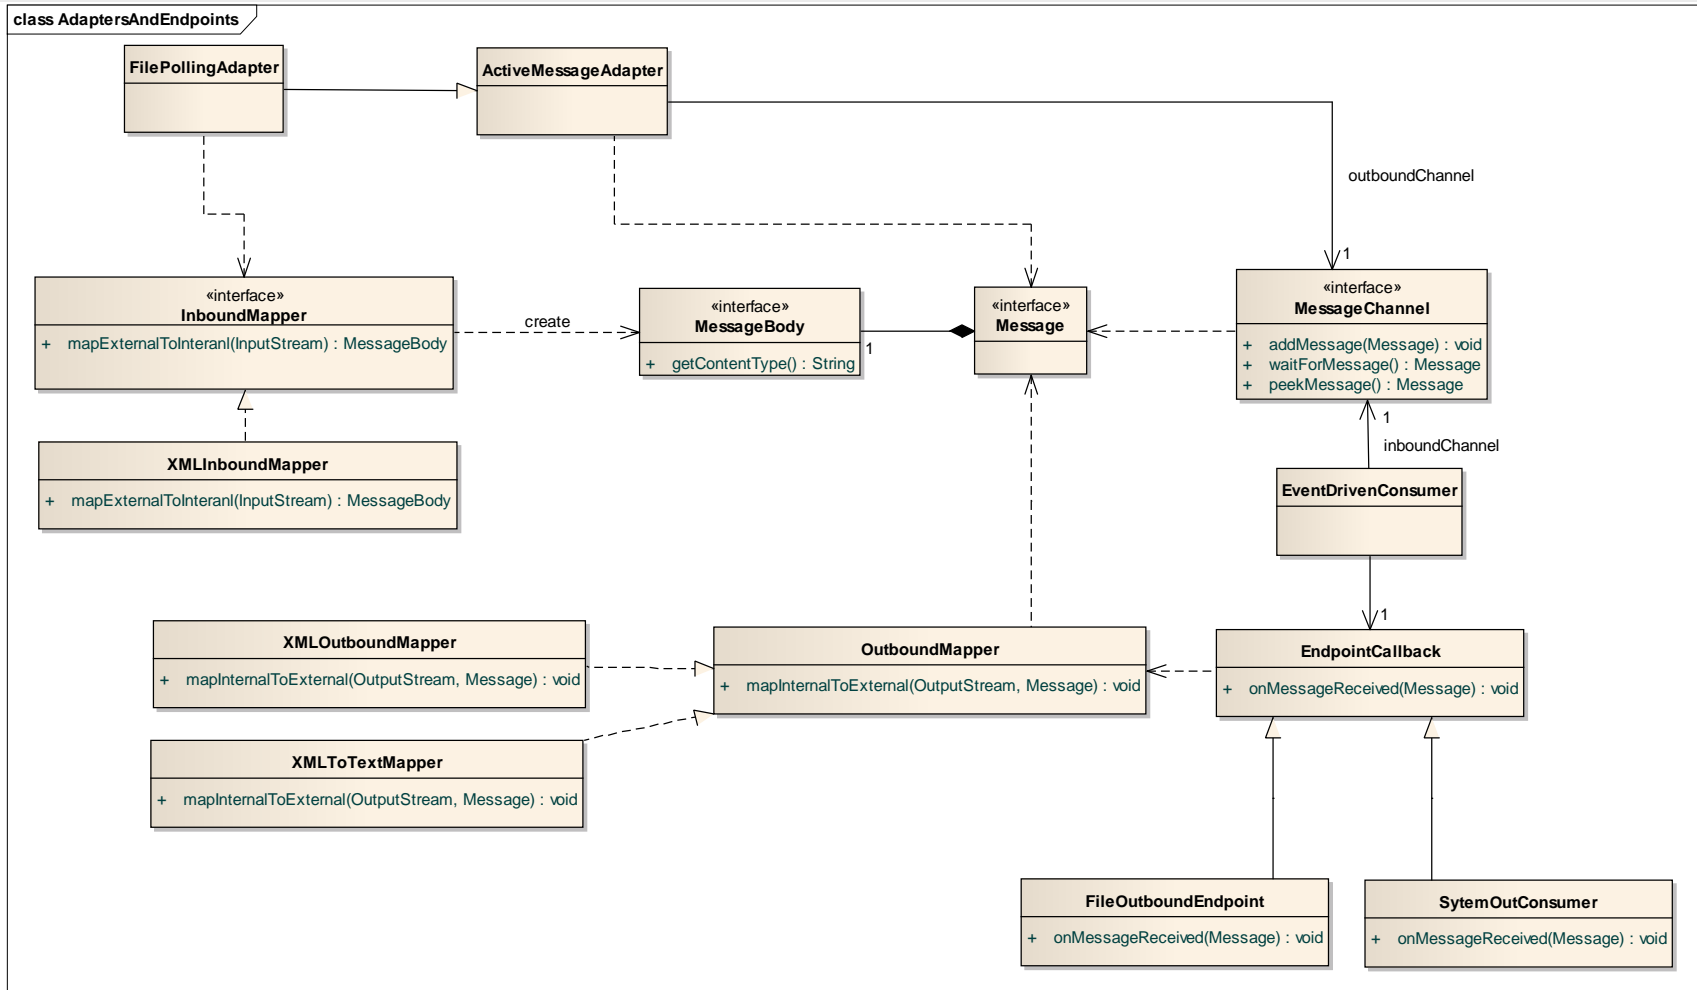 class AdaptersAndEndpoints
FilePollingAdapter
ActiveMessageAdapter
outboundChannel
1
«interface»
InboundMapper
+ mapExternalToInteranl(InputStream) : MessageBody
create
«interface»
MessageBody
+ getContentType() : String
1
«interface»
Message
«interface»
MessageChannel
+ addMessage(Message) : void
+ waitForMessage() : Message
+ peekMessage() : Message
1
inboundChannel
XMLInboundMapper
+ mapExternalToInteranl(InputStream) : MessageBody
EventDrivenConsumer
1
XMLOutboundMapper
+ mapInternalToExternal(OutputStream, Message) : void
OutboundMapper
+ mapInternalToExternal(OutputStream, Message) : void
EndpointCallback
+ onMessageReceived(Message) : void
XMLToTextMapper
+ mapInternalToExternal(OutputStream, Message) : void
FileOutboundEndpoint
+ onMessageReceived(Message) : void
SytemOutConsumer
+ onMessageReceived(Message) : void